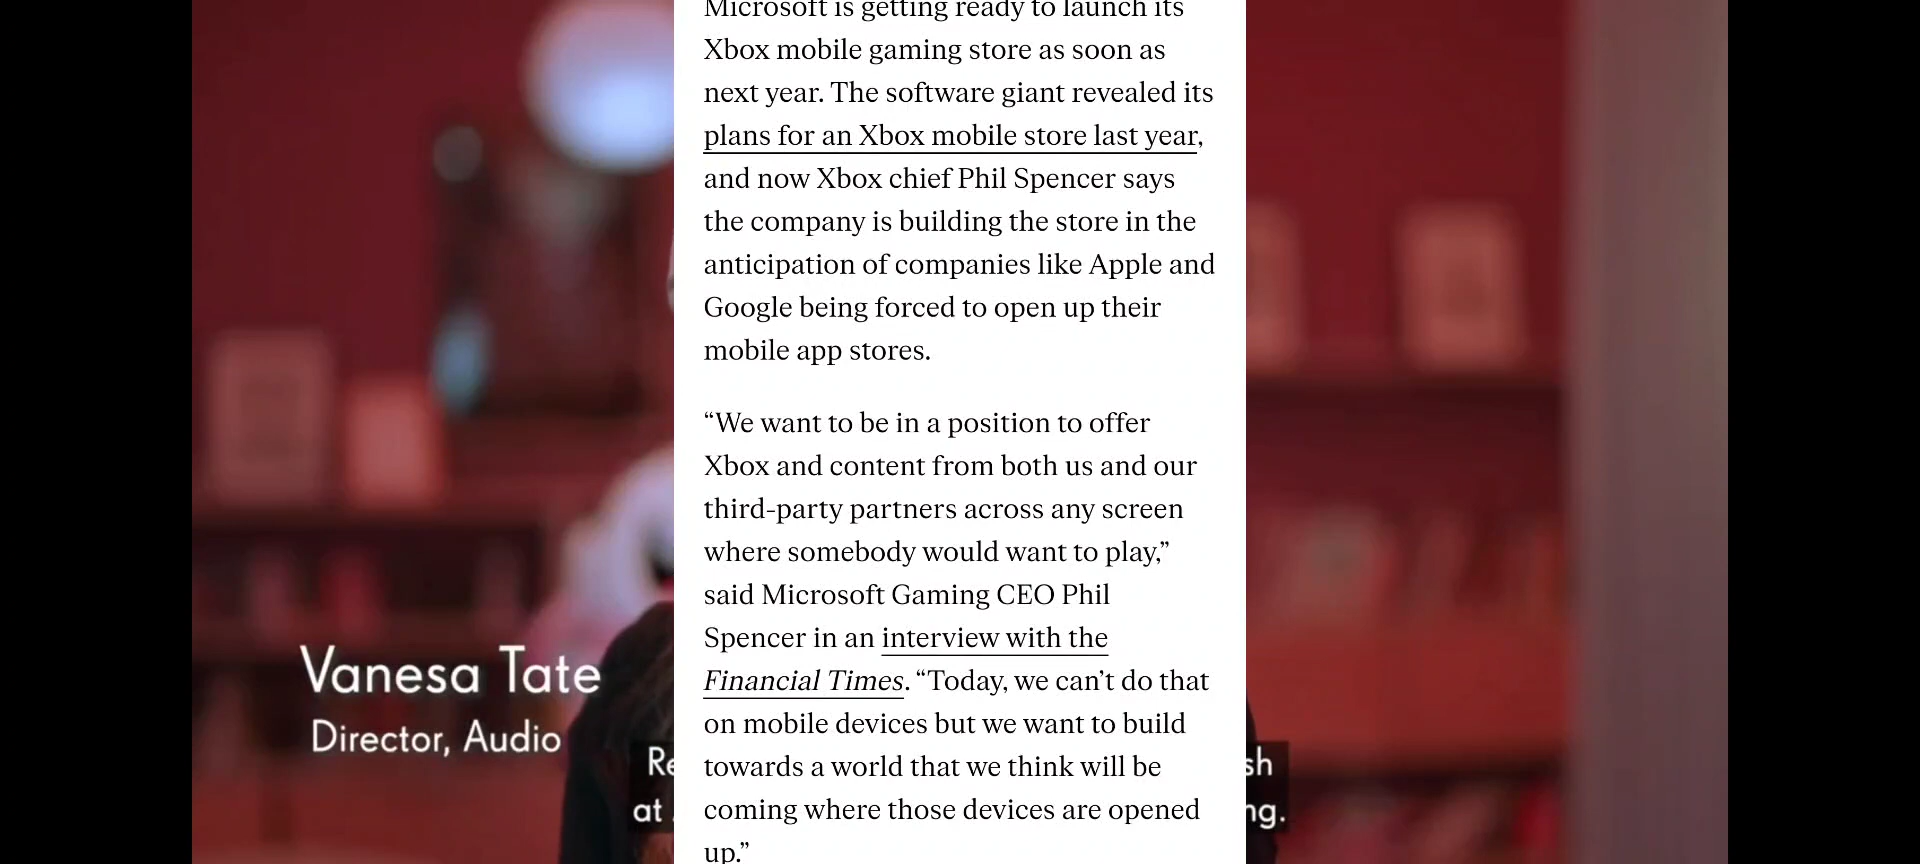 Microsoft is getting ready to launch its
Xbox mobile gaming store as soon as
next year. The software giant revealed its
plans for an Xbox mobile store last year,
and now Xbox chief Phil Spencer says
the company is building the store in the
anticipation of companies like Apple and
Google being forced to open up their
mobile app stores.
“We want to be in a position to offer
Xbox and content from both us and our
third-party partners across any screen
where somebody would want to play,”
said Microsoft Gaming CEO Phil
Spencer in an interview with the
Financial Times. “Today, we can’t do that
on mobile devices but we want to build
towards a world that we think will be
coming where those devices are opened
up.”
Vanesa Tate
Director, Audio
at